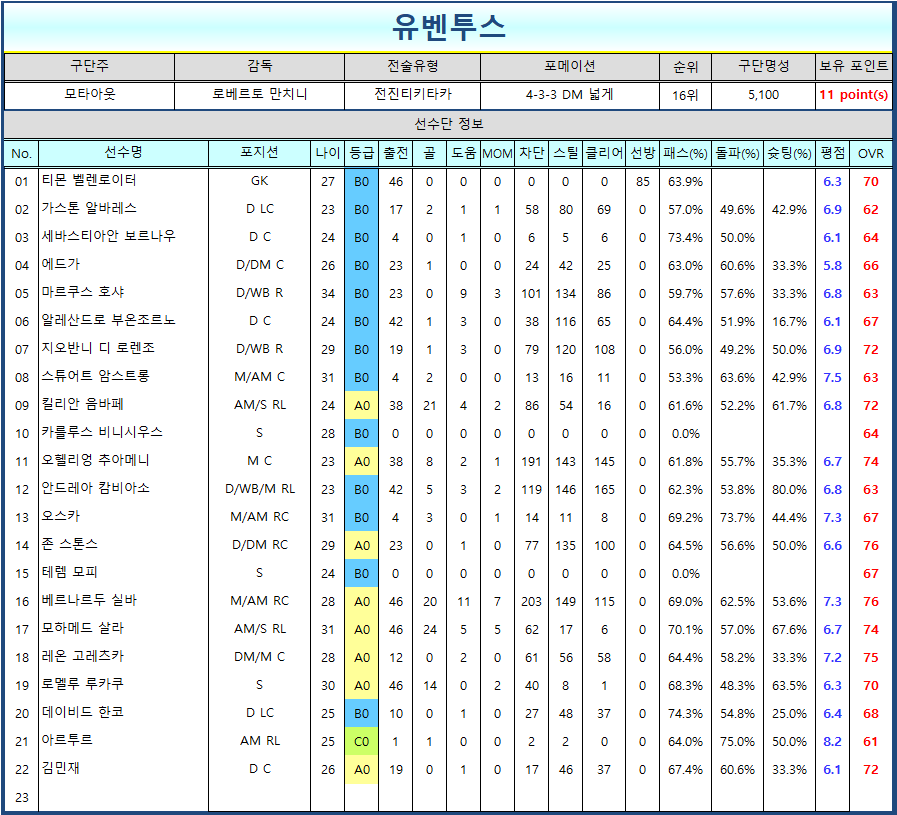 유벤투스
구단주 감독 전술유형 포메이션 순위 구단명성 보유 포인트
모타아웃 로베르토 만치니 전진티키타카 4-3-3 DM 넓게 16위 5,100 11 point(s)
선수단 정보
No. 선수명 포지션 나이 등급 출전 골 도움 MOM 차단 스틸 클리어 선방 패스(%) 돌파(%) 슛팅(%) 평점 OVR
01 티몬 벨렌로이터 GK 27 B0 46 0 0 0 0 0 0 85 63.9% 6.3 70
02 가스톤 알바레스 D LC 23 B0 17 2 1 1 58 80 69 0 57.0% 49.6% 42.9% 6.9 62
03 세바스티아안 보르나우 D C 24 B0 4 0 1 0 6 5 6 0 73.4% 50.0% 6.1 64
04 에드가 D/DM C 26 B0 23 1 0 0 24 42 25 0 63.0% 60.6% 33.3% 5.8 66
05 마르쿠스 호샤 D/WB R 34 B0 23 0 9 3 101 134 86 0 59.7% 57.6% 33.3% 6.8 63
06 알레산드로 부온조르노 D C 24 B0 42 1 3 0 38 116 65 0 64.4% 51.9% 16.7% 6.1 67
07 지오반니 디 로렌조 D/WB R 29 B0 19 1 3 0 79 120 108 0 56.0% 49.2% 50.0% 6.9 72
08 스튜어트 암스트롱 M/AM C 31 B0 4 2 0 0 13 16 11 0 53.3% 63.6% 42.9% 7.5 63
09 킬리안 음바페 AM/S RL 24 A0 38 21 4 2 86 54 16 0 61.6% 52.2% 61.7% 6.8 72
10 카를루스 비니시우스 S 28 B0 0 0 0 0 0 0 0 0 0.0% 64
11 오헬리엉 추아메니 M C 23 A0 38 8 2 1 191 143 145 0 61.8% 55.7% 35.3% 6.7 74
12 안드레아 캄비아소 D/WB/M RL 23 B0 42 5 3 2 119 146 165 0 62.3% 53.8% 80.0% 6.8 63
13 오스카 M/AM RC 31 B0 4 3 0 1 14 11 8 0 69.2% 73.7% 44.4% 7.3 67
14 존 스톤스 D/DM RC 29 A0 23 0 1 0 77 135 100 0 64.5% 56.6% 50.0% 6.6 76
15 테렘 모피 S 24 B0 0 0 0 0 0 0 0 0 0.0% 67
16 베르나르두 실바 M/AM RC 28 A0 46 20 11 7 203 149 115 0 69.0% 62.5% 53.6% 7.3 76
17 모하메드 살라 AM/S RL 31 A0 46 24 5 5 62 17 6 0 70.1% 57.0% 67.6% 6.7 74
18 레온 고레츠카 DM/M C 28 A0 12 0 2 0 61 56 58 0 64.4% 58.2% 33.3% 7.2 75
19 로멜루 루카쿠 S 30 A0 46 14 0 2 40 8 1 0 68.3% 48.3% 63.5% 6.3 70
20 데이비드 한코 D LC 25 B0 10 0 1 0 27 48 37 0 74.3% 54.8% 25.0% 6.4 68
21 아르투르 AM RL 25 C0 1 1 0 0 2 2 0 0 64.0% 75.0% 50.0% 8.2 61
22 김민재 D C 26 A0 19 0 1 0 17 46 37 0 67.4% 60.6% 33.3% 6.1 72
23